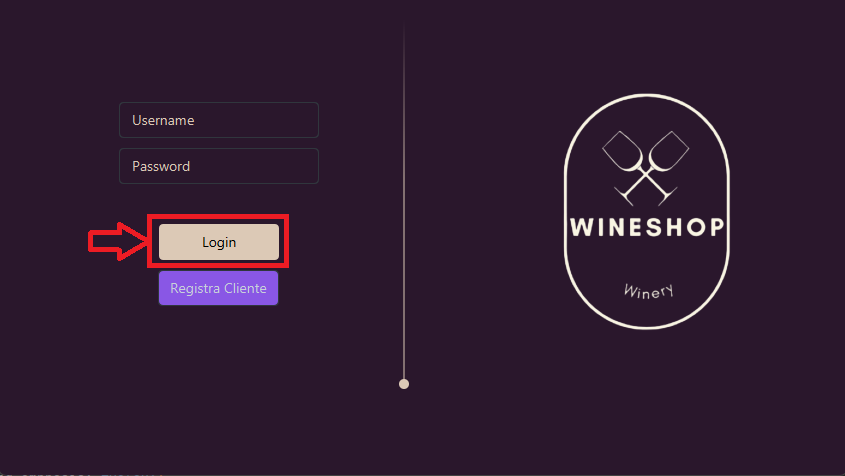 Username
Password
Login
Registra Cliente
WINESHOP
Winery